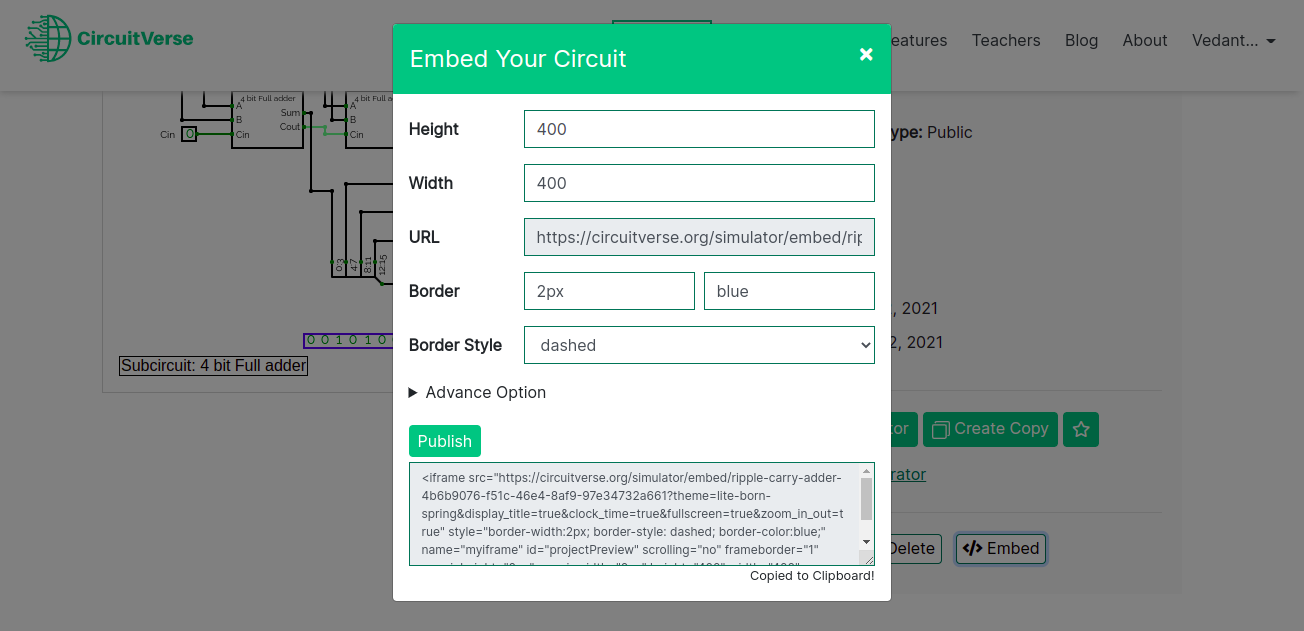 CircuitVerse
eatures Teachers Blog About Vedant...
Embed Your Circuit
×
4 bit Full adder
4 bit Full a
A
B
Cin
Sum
Cout
A
B
Cin
Cin 0
0:3 4:7 8:11 12:15
0 0 1 0 1 0
Subcircuit: 4 bit Full adder
Height 400
Width 400
URL https://circuitverse.org/simulator/embed/rip
Border 2px blue
Border Style dashed
Advance Option
Publish
<iframe src="https://circuitverse.org/simulator/embed/ripple-carry-adder-
4b6b9076-f51c-46e4-8af9-97e34732a661?theme=lite-born-
spring&display_title=true&clock_time=true&fullscreen=true&zoom_in_out=t
rue" style="border-width:2px; border-style: dashed; border-color:blue;"
name="myiframe" id="projectPreview" scrolling="no" frameborder="1"
Copied to Clipboard!
ype: Public
, 2021
2, 2021
tor Create Copy
rator
Delete </> Embed